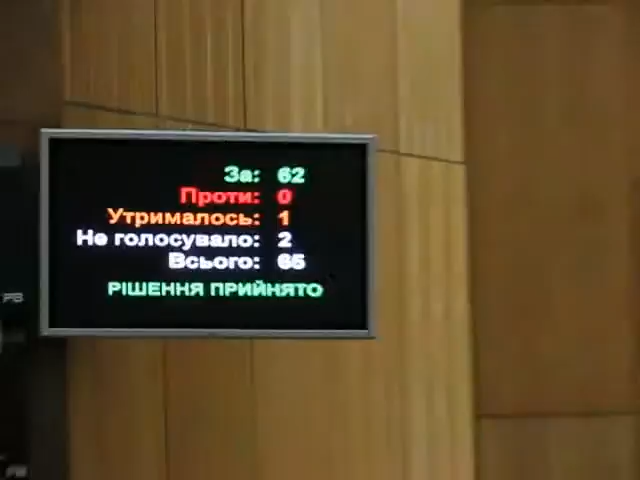 За: 62
Проти: 0
Утрималось: 1
Не голосувало: 2
Всього: 65
РІШЕННЯ ПРИЙНЯТО